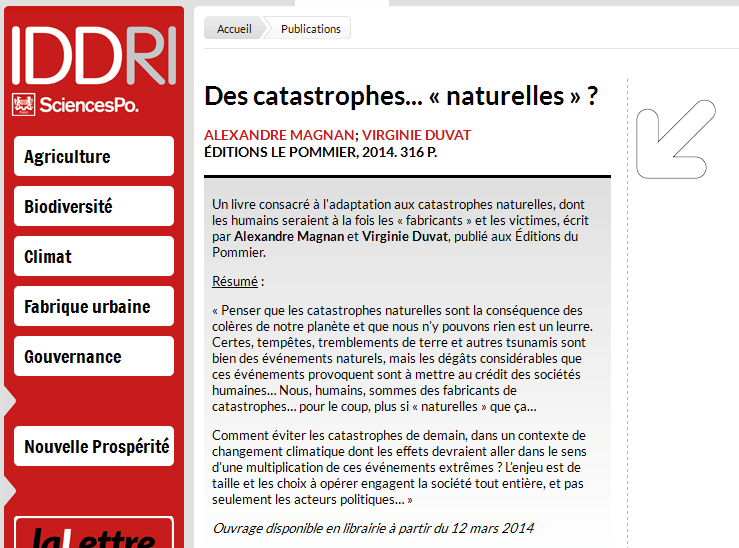 IDDRI
SciencesPo.
Agriculture
Biodiversité
Climat
Fabrique urbaine
Gouvernance
Nouvelle Prospérité
laLettre
Accueil
Publications
Des catastrophes... « naturelles » ?
ALEXANDRE MAGNAN; VIRGINIE DUVAT
ÉDITIONS LE POMMIER, 2014. 316 P.
Un livre consacré à l'adaptation aux catastrophes naturelles, dont
les humains seraient à la fois les « fabricants » et les victimes, écrit
par Alexandre Magnan et Virginie Duvat, publié aux Éditions du
Pommier.
Résumé :
« Penser que les catastrophes naturelles sont la conséquence des
colères de notre planète et que nous n'y pouvons rien est un leurre.
Certes, tempêtes, tremblements de terre et autres tsunamis sont
bien des événements naturels, mais les dégâts considérables que
ces événements provoquent sont à mettre au crédit des sociétés
humaines... Nous, humains, sommes des fabricants de
catastrophes... pour le coup, plus si « naturelles » que ça...
Comment éviter les catastrophes de demain, dans un contexte de
changement climatique dont les effets devraient aller dans le sens
d'une multiplication de ces événements extrêmes ? L'enjeu est de
taille et les choix à opérer engagent la société tout entière, et pas
seulement les acteurs politiques... »
Ouvrage disponible en librairie à partir du 12 mars 2014